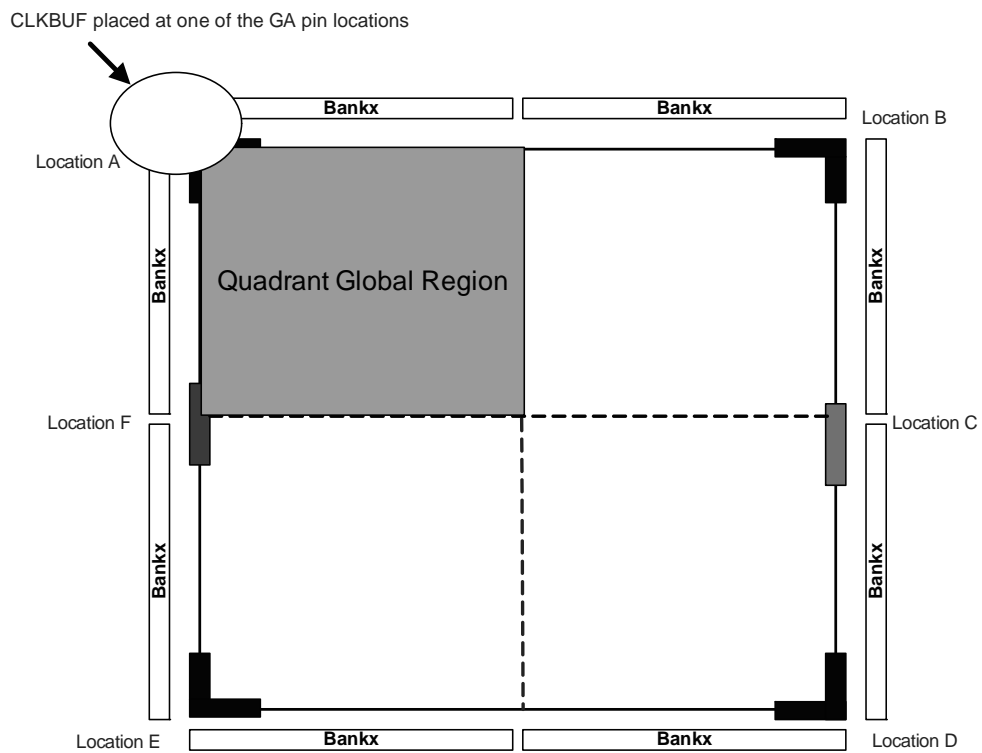 CLKBUF placed at one of the GA pin locations
Bankx
Bankx
Location B
Location A
Bankx
Quadrant Global Region
Bankx
Location F
Location C
Bankx
Bankx
Location E
Bankx
Bankx
Location D